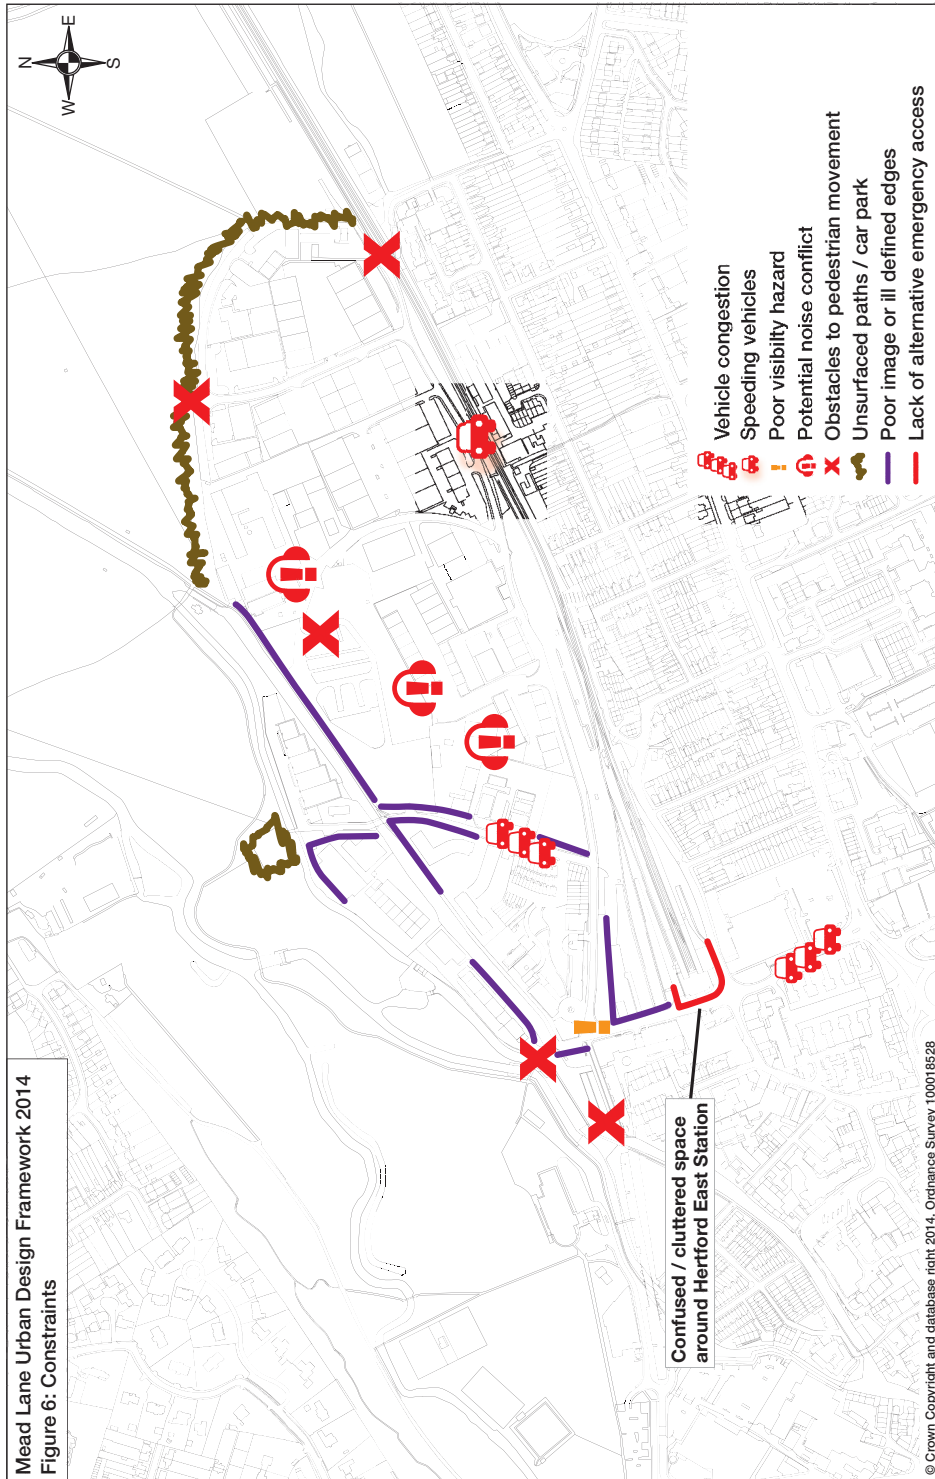 Mead Lane Urban Design Framework 2014
Figure 6: Constraints
N
E
S
W
Confused / cluttered space
around Hertford East Station
Vehicle congestion
Speeding vehicles
Poor visibilty hazard
Potential noise conflict
Obstacles to pedestrian movement
Unsurfaced paths / car park
Poor image or ill defined edges
Lack of alternative emergency access
© Crown Copyright and database right 2014. Ordnance Survey 100018528